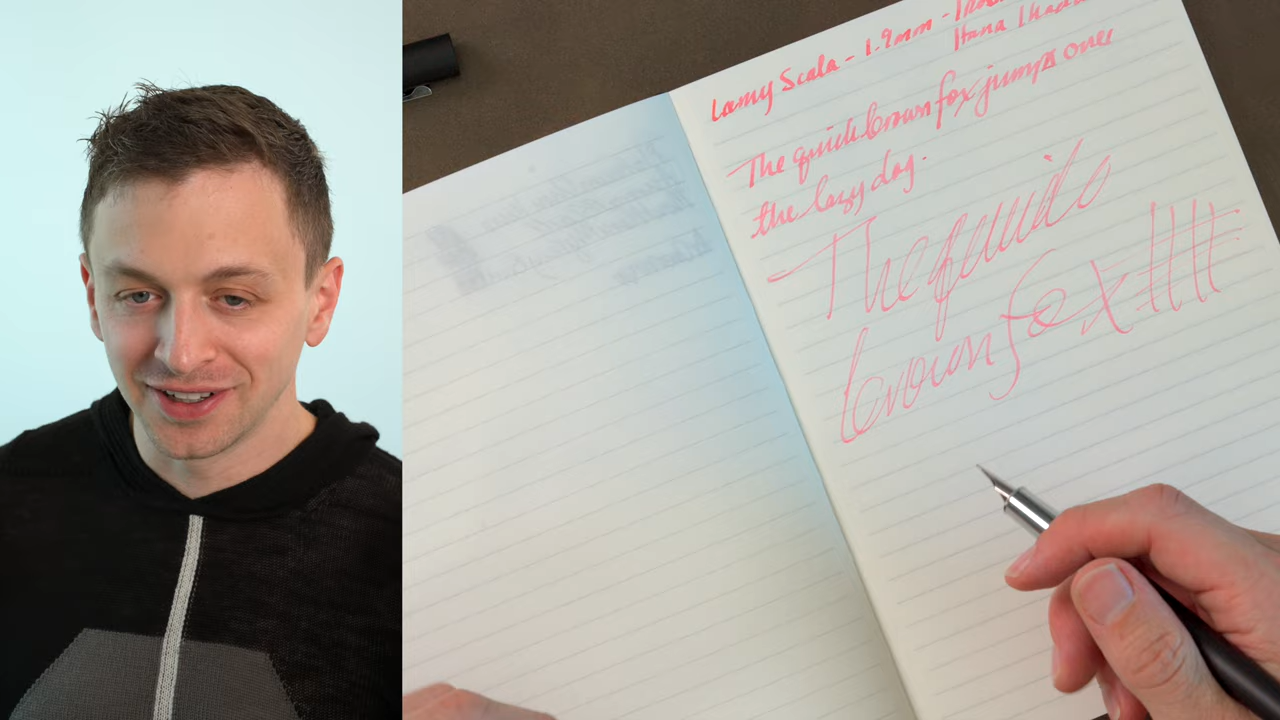 Lamy Scala - 1.9mm -
The quick brown fox jumps over
the lazy dog.
The quick
brown fox